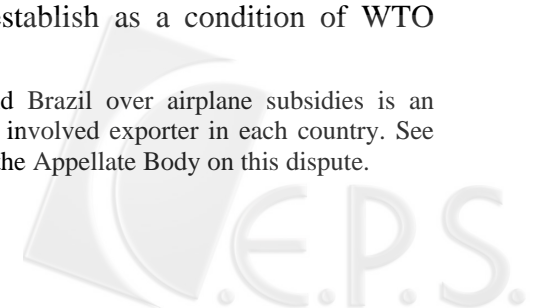 establish as a condition of WTO
d Brazil over airplane subsidies is an
involved exporter in each country. See
the Appellate Body on this dispute.
C.E.P.S.